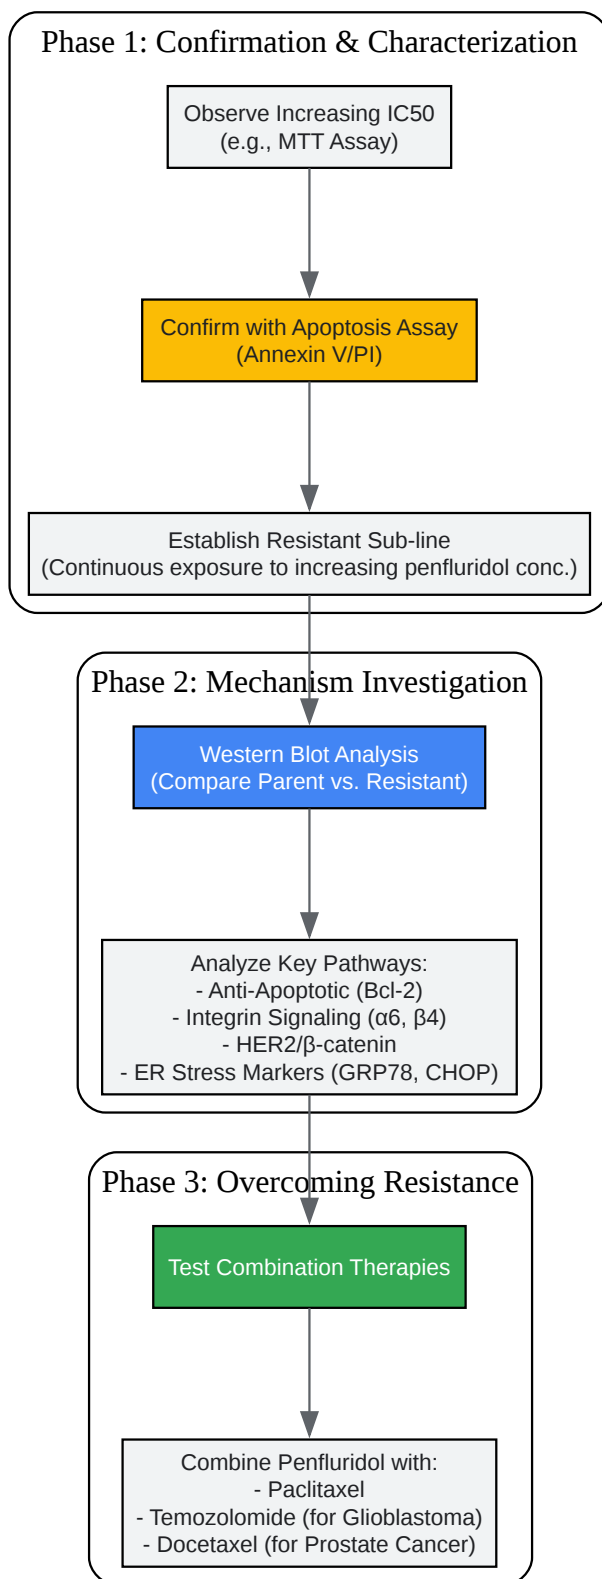 Phase 1: Confirmation & Characterization
Observe Increasing IC50
(e.g., MTT Assay)
Confirm with Apoptosis Assay
(Annexin V/PI)
Establish Resistant Sub-line
(Continuous exposure to increasing penfluridol conc.)
Phase 2: Mechanism Investigation
Western Blot Analysis
(Compare Parent vs. Resistant)
Analyze Key Pathways:
- Anti-Apoptotic (Bcl-2)
- Integrin Signaling (α6, β4)
- HER2/β-catenin
- ER Stress Markers (GRP78, CHOP)
Phase 3: Overcoming Resistance
Test Combination Therapies
Combine Penfluridol with:
- Paclitaxel
- Temozolomide (for Glioblastoma)
- Docetaxel (for Prostate Cancer)